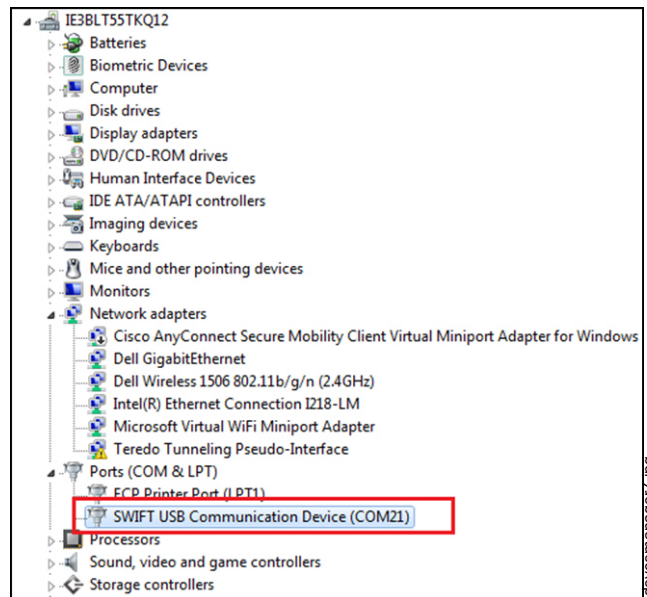 IE3BLT55TKQ12
Batteries
Biometric Devices
Computer
Disk drives
Display adapters
DVD/CD-ROM drives
Human Interface Devices
IDE ATA/ATAPI controllers
Imaging devices
Keyboards
Mice and other pointing devices
Monitors
Network adapters
Cisco AnyConnect Secure Mobility Client Virtual Miniport Adapter for Windows
Dell GigabitEthernet
Dell Wireless 1506 802.11b/g/n (2.4GHz)
Intel(R) Ethernet Connection I218-LM
Microsoft Virtual WiFi Miniport Adapter
Teredo Tunneling Pseudo-Interface
Ports (COM & LPT)
ECP Printer Port (LPT1)
SWIFT USB Communication Device (COM21)
Processors
Sound, video and game controllers
Storage controllers